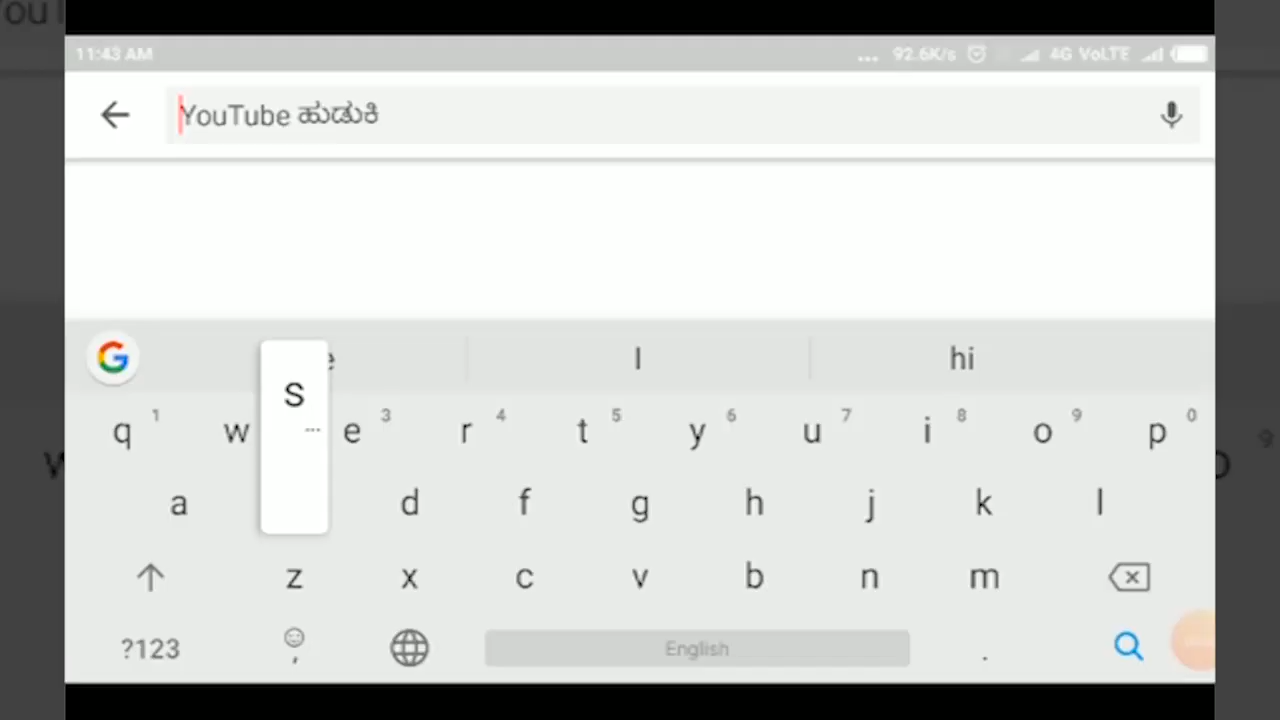 11:43 AM ... 92.6K/s 4G VoLTE
YouTube ಹುಡುಕಿ
I hi
q 1 w e 3 r 4 t 5 y 6 u 7 i 8 o 9 p 0
S
a d f g h j k l
z x c v b n m
?123 , English .